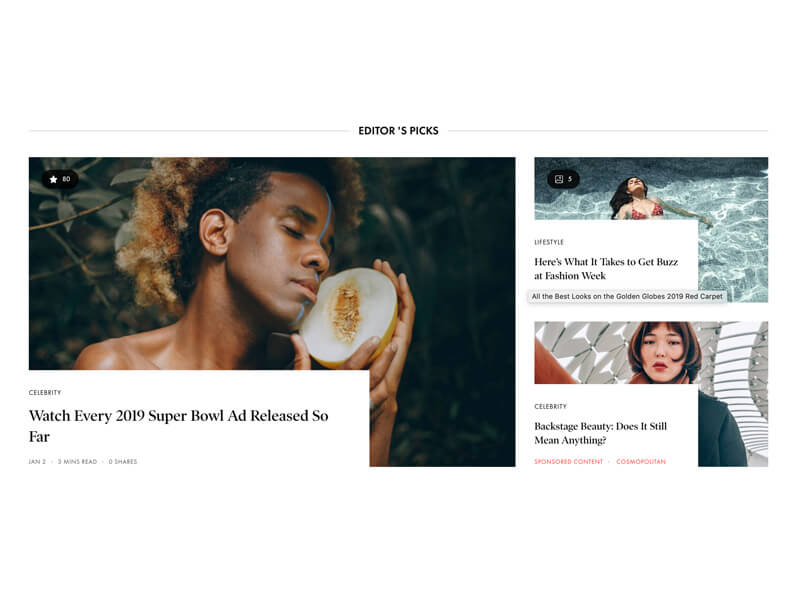 EDITOR 'S PICKS
80
CELEBRITY
Watch Every 2019 Super Bowl Ad Released So
Far
JAN 2 · 3 MINS READ · 0 SHARES
5
LIFESTYLE
Here's What It Takes to Get Buzz
at Fashion Week
All the Best Looks on the Golden Globes 2019 Red Carpet
CELEBRITY
Backstage Beauty: Does It Still
Mean Anything?
SPONSORED CONTENT · COSMOPOLITAN